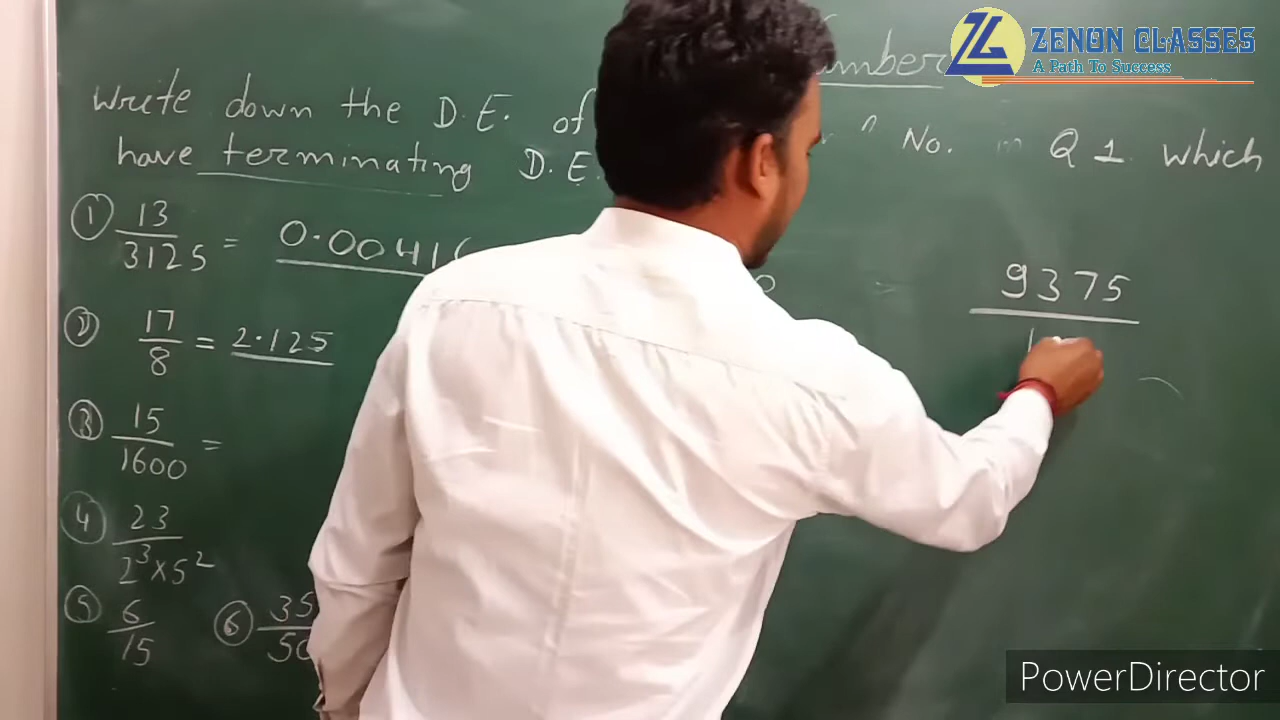 umber
ZENON CLASSES
A Path To Success
Write down the D.E. of No. in Q 1 which
have terminating D.E.
① 13/3125 = 0.00416
9375
② 17/8 = 2.125
③ 15/1600 =
④ 23/2³×5²
⑤ 6/15 ⑥ 35/50
PowerDirector